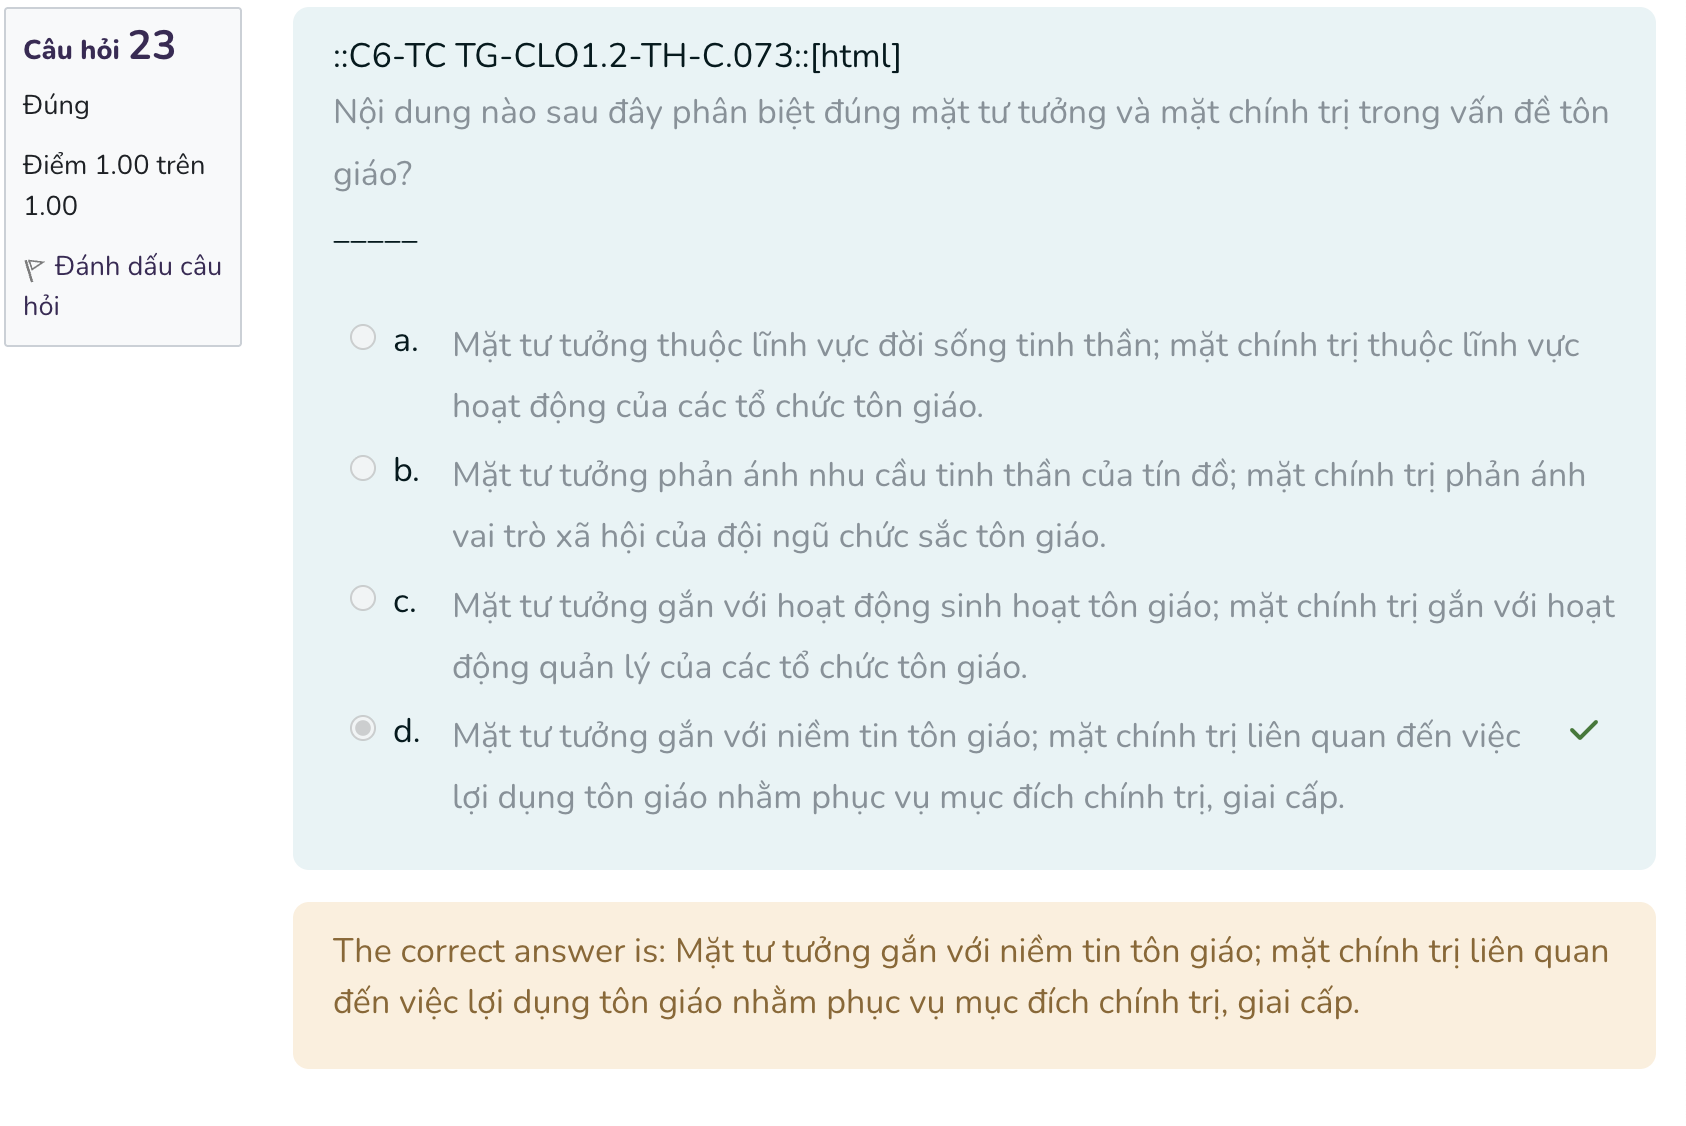 Câu hỏi 23
Đúng
Điểm 1.00 trên
1.00
Đánh dấu câu
hỏi
::C6-TC TG-CLO1.2-TH-C.073::[html]
Nội dung nào sau đây phân biệt đúng mặt tư tưởng và mặt chính trị trong vấn đề tôn
giáo?
_____
a. Mặt tư tưởng thuộc lĩnh vực đời sống tinh thần; mặt chính trị thuộc lĩnh vực
hoạt động của các tổ chức tôn giáo.
b. Mặt tư tưởng phản ánh nhu cầu tinh thần của tín đồ; mặt chính trị phản ánh
vai trò xã hội của đội ngũ chức sắc tôn giáo.
c. Mặt tư tưởng gắn với hoạt động sinh hoạt tôn giáo; mặt chính trị gắn với hoạt
động quản lý của các tổ chức tôn giáo.
d. Mặt tư tưởng gắn với niềm tin tôn giáo; mặt chính trị liên quan đến việc
lợi dụng tôn giáo nhằm phục vụ mục đích chính trị, giai cấp.
The correct answer is: Mặt tư tưởng gắn với niềm tin tôn giáo; mặt chính trị liên quan
đến việc lợi dụng tôn giáo nhằm phục vụ mục đích chính trị, giai cấp.